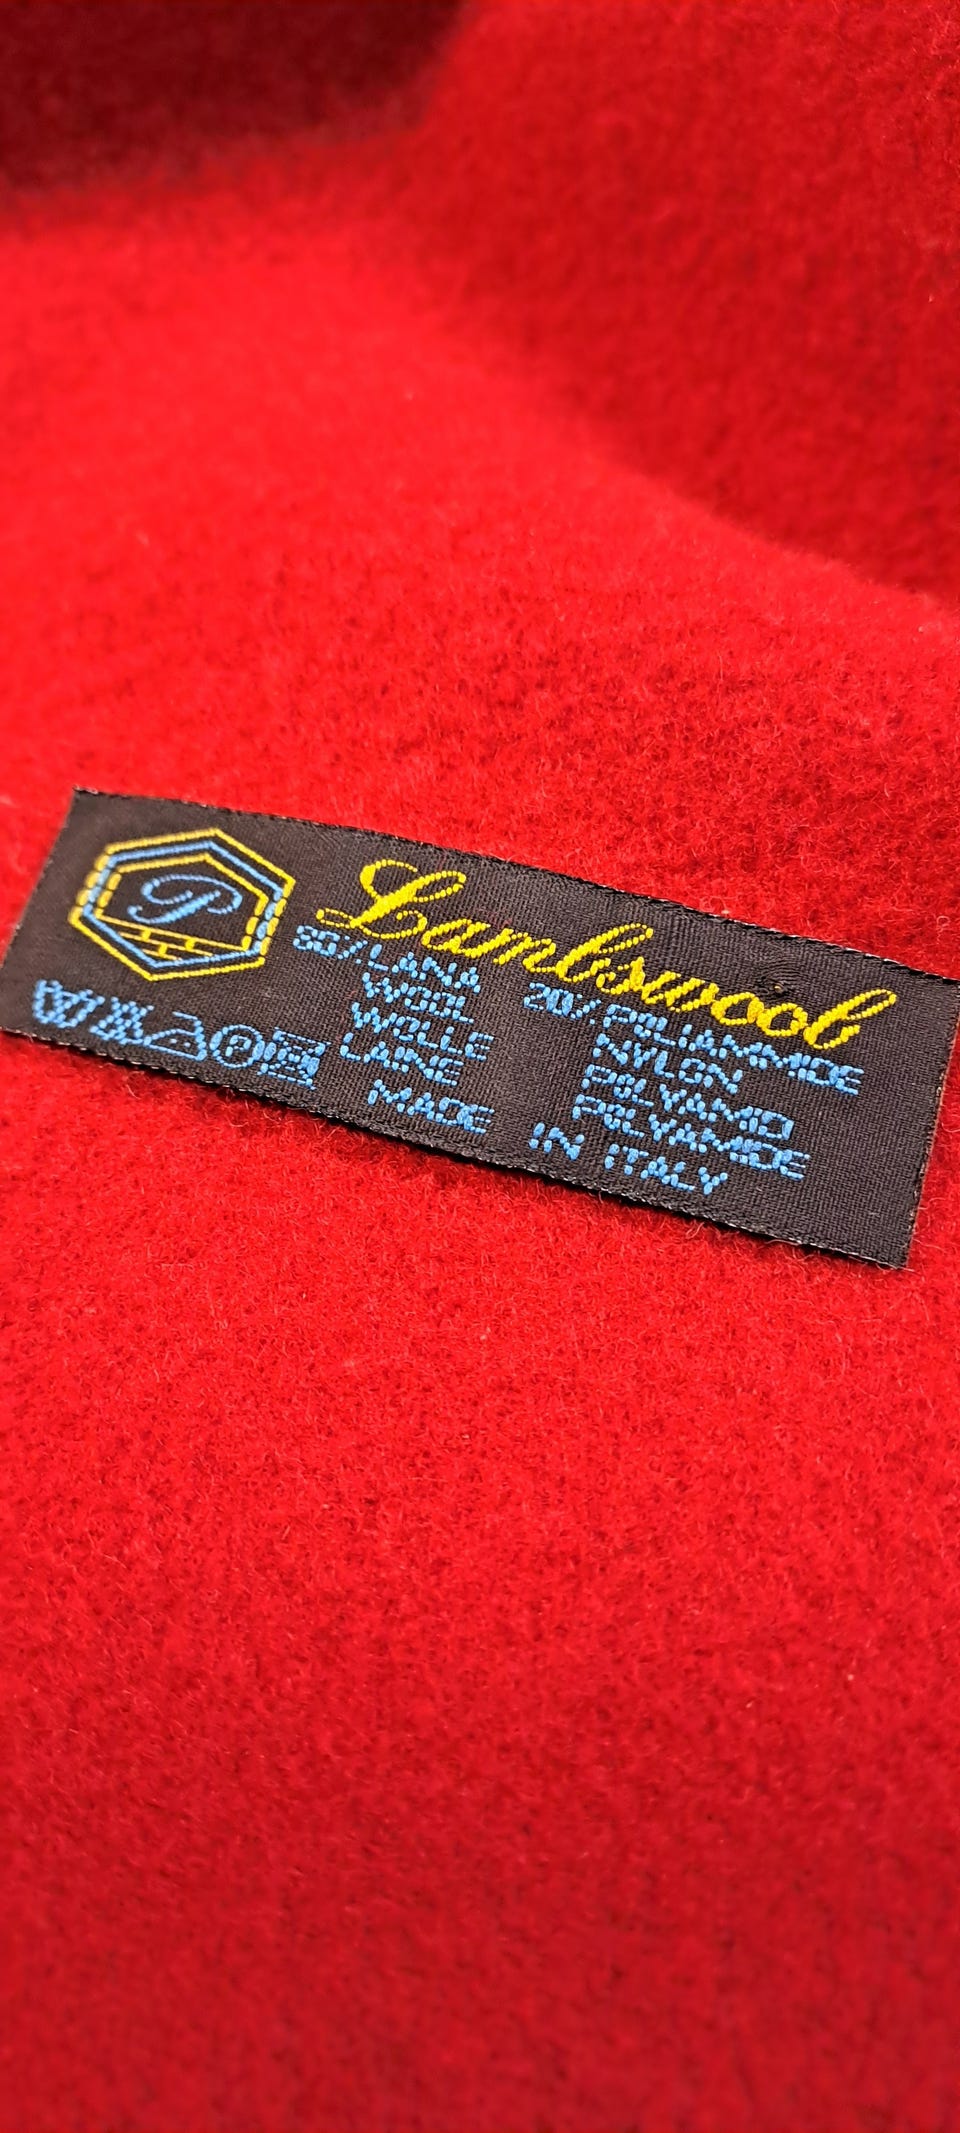 P
Lambswool
80% LANA 20% POLIAMMIDE
WOOL NYLON
WOLLE POLYAMID
LAINE POLYAMIDE
MADE IN ITALY
P